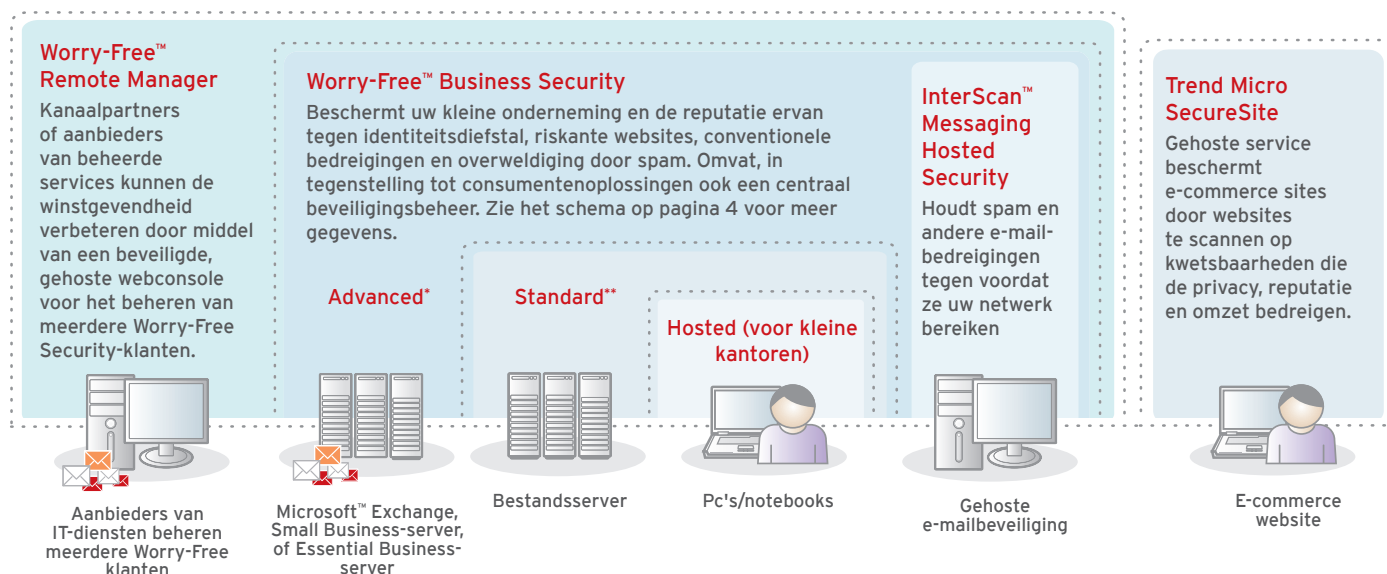 Worry-Free™
Remote Manager
Kanaalpartners
of aanbieders
van beheerde
services kunnen de
winstgevendheid
verbeteren door middel
van een beveiligde,
gehoste webconsole
voor het beheren van
meerdere Worry-Free
Security-klanten.
Worry-Free™ Business Security
Beschermt uw kleine onderneming en de reputatie ervan
tegen identiteitsdiefstal, riskante websites, conventionele
bedreigingen en overweldiging door spam. Omvat, in
tegenstelling tot consumentenoplossingen ook een centraal
beveiligingsbeheer. Zie het schema op pagina 4 voor meer
gegevens.
Advanced*
Standard**
Hosted (voor kleine
kantoren)
InterScan™
Messaging
Hosted
Security
Houdt spam en
andere e-mail-
bedreigingen
tegen voordat
ze uw netwerk
bereiken
Trend Micro
SecureSite
Gehoste service
beschermt
e-commerce sites
door websites
te scannen op
kwetsbaarheden die
de privacy, reputatie
en omzet bedreigen.
Aanbieders van
IT-diensten beheren
meerdere Worry-Free
klanten
Microsoft™ Exchange,
Small Business-server,
of Essential Business-
server
Bestandsserver
Pc's/notebooks
Gehoste
e-mailbeveiliging
E-commerce
website